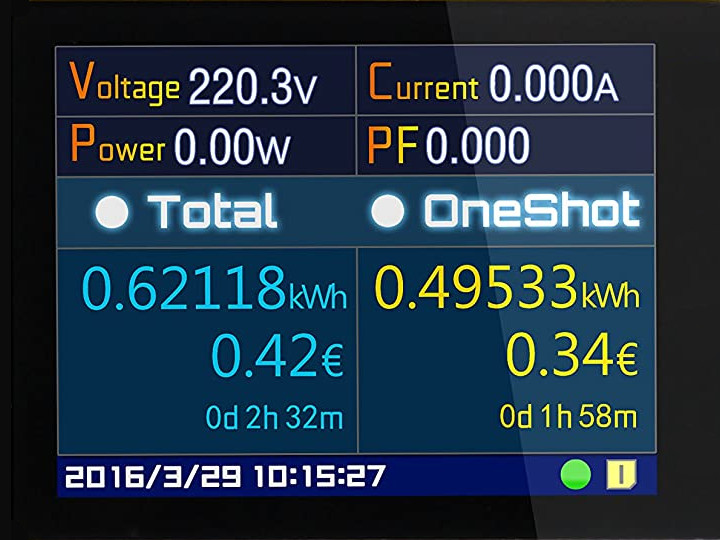 Voltage 220.3V Current 0.000A
Power 0.00W PF 0.000
Total OneShot
0.62118kWh 0.49533kWh
0.42€ 0.34€
0d 2h 32m 0d 1h 58m
2016/3/29 10:15:27 I